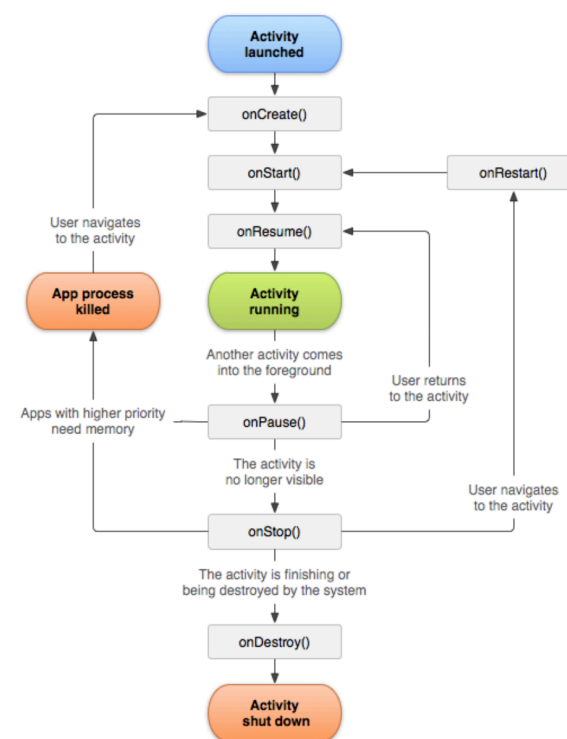 Activity
launched
onCreate()
onStart()
onRestart()
User navigates
to the activity
onResume()
App process
killed
Activity
running
Another activity comes
into the foreground
User returns
to the activity
Apps with higher priority
need memory
onPause()
The activity is
no longer visible
User navigates
to the activity
onStop()
The activity is finishing or
being destroyed by the system
onDestroy()
Activity
shut down